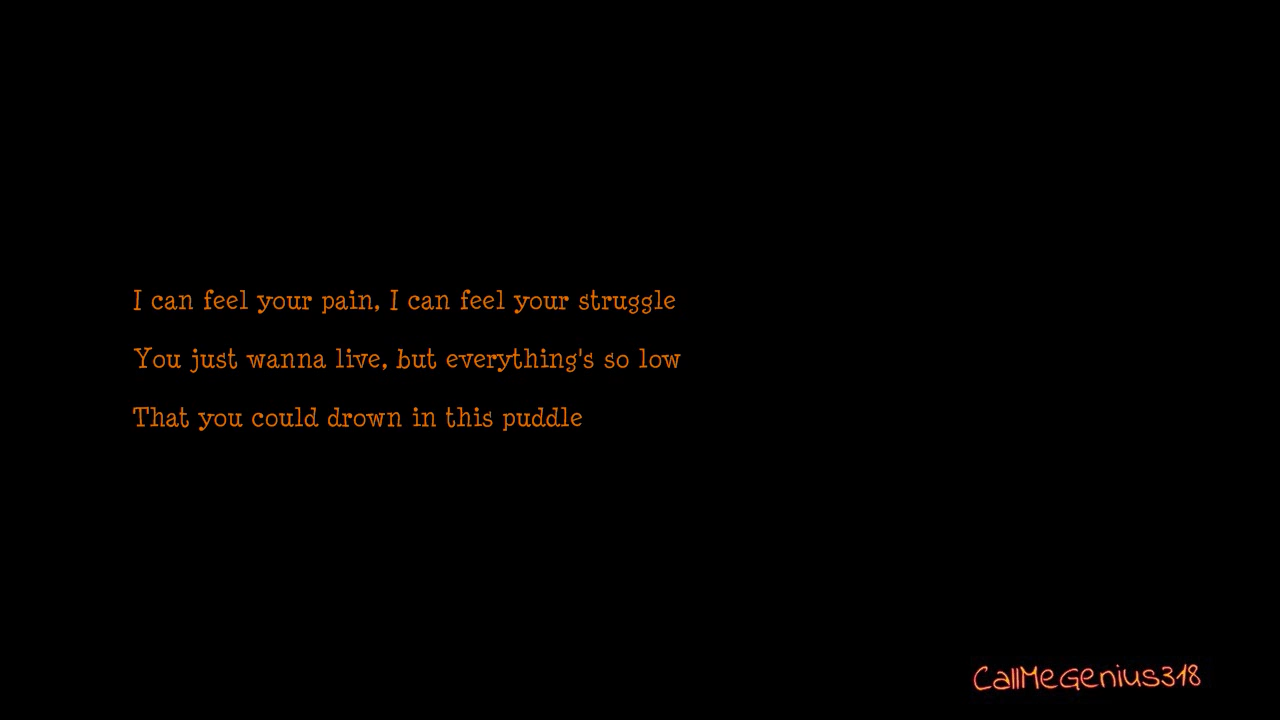 I can feel your pain, I can feel your struggle
You just wanna live, but everything's so low
That you could drown in this puddle
CallMeGenius318